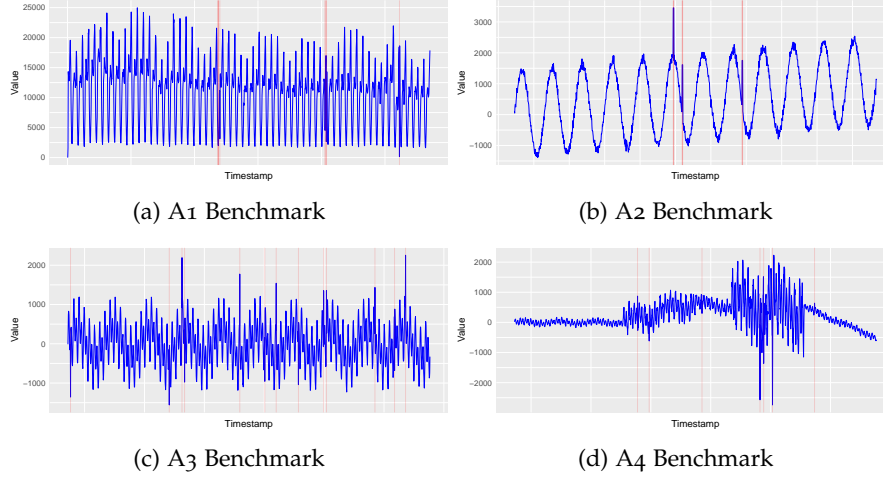 25000
20000
15000
10000
5000
0
Value
Timestamp
(a) A1 Benchmark
3000
2000
1000
0
−1000
Value
Timestamp
(b) A2 Benchmark
2000
1000
0
−1000
Value
Timestamp
(c) A3 Benchmark
2000
1000
0
−1000
−2000
Value
Timestamp
(d) A4 Benchmark